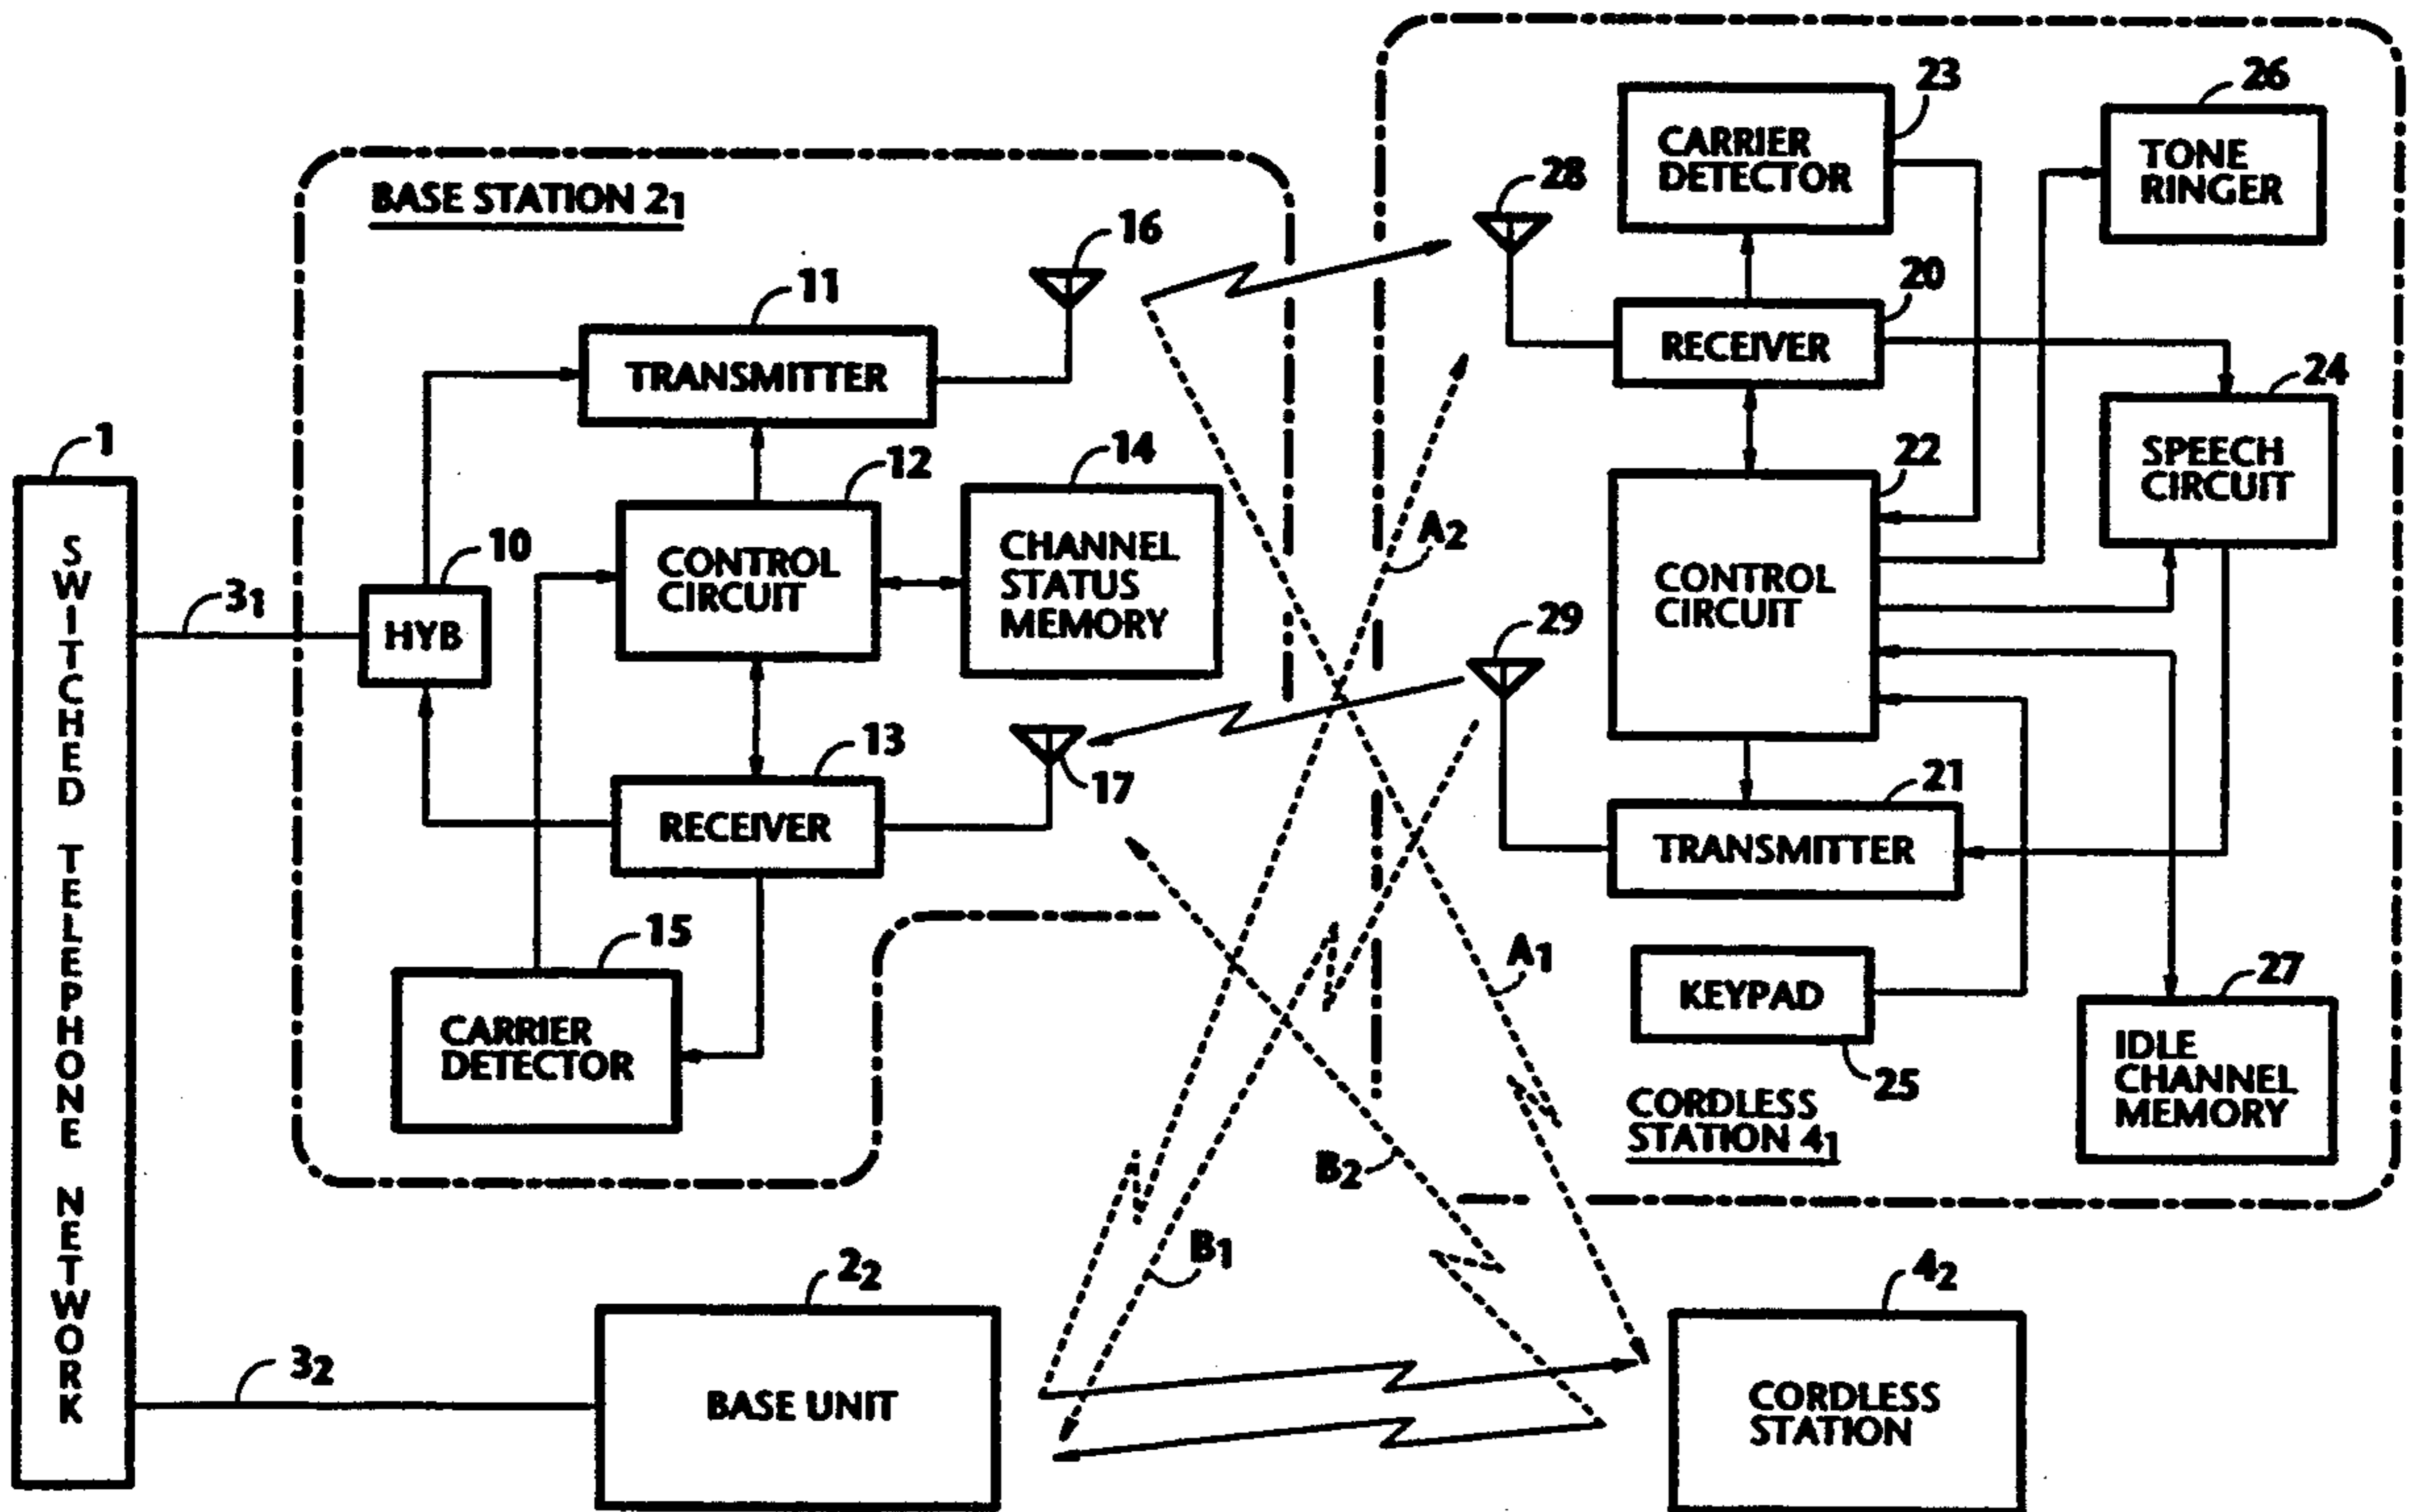 1
SWITCHED TELEPHONE NETWORK
3₁
3₂
BASE STATION 2₁
16
11
TRANSMITTER
12
14
CONTROL
CIRCUIT
CHANNEL
STATUS
MEMORY
10
HYB
13
RECEIVER
17
15
CARRIER
DETECTOR
2₂
BASE UNIT
A₂
A₁
B₂
B₁
23
CARRIER
DETECTOR
26
TONE
RINGER
28
20
RECEIVER
24
SPEECH
CIRCUIT
22
CONTROL
CIRCUIT
29
21
TRANSMITTER
KEYPAD
25
27
IDLE
CHANNEL
MEMORY
CORDLESS
STATION 4₁
4₂
CORDLESS
STATION